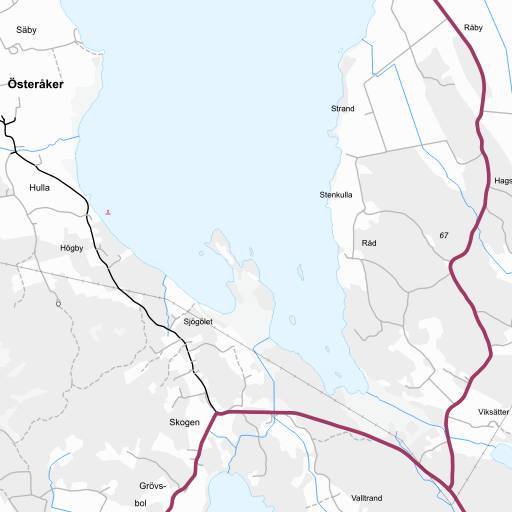 Säby
Råby
Österåker
Strand
Hulla
Hags
Stenkulla
Högby
Råd
67
Sjögölet
Viksätter
Skogen
Grövs-
bol
Valltrand